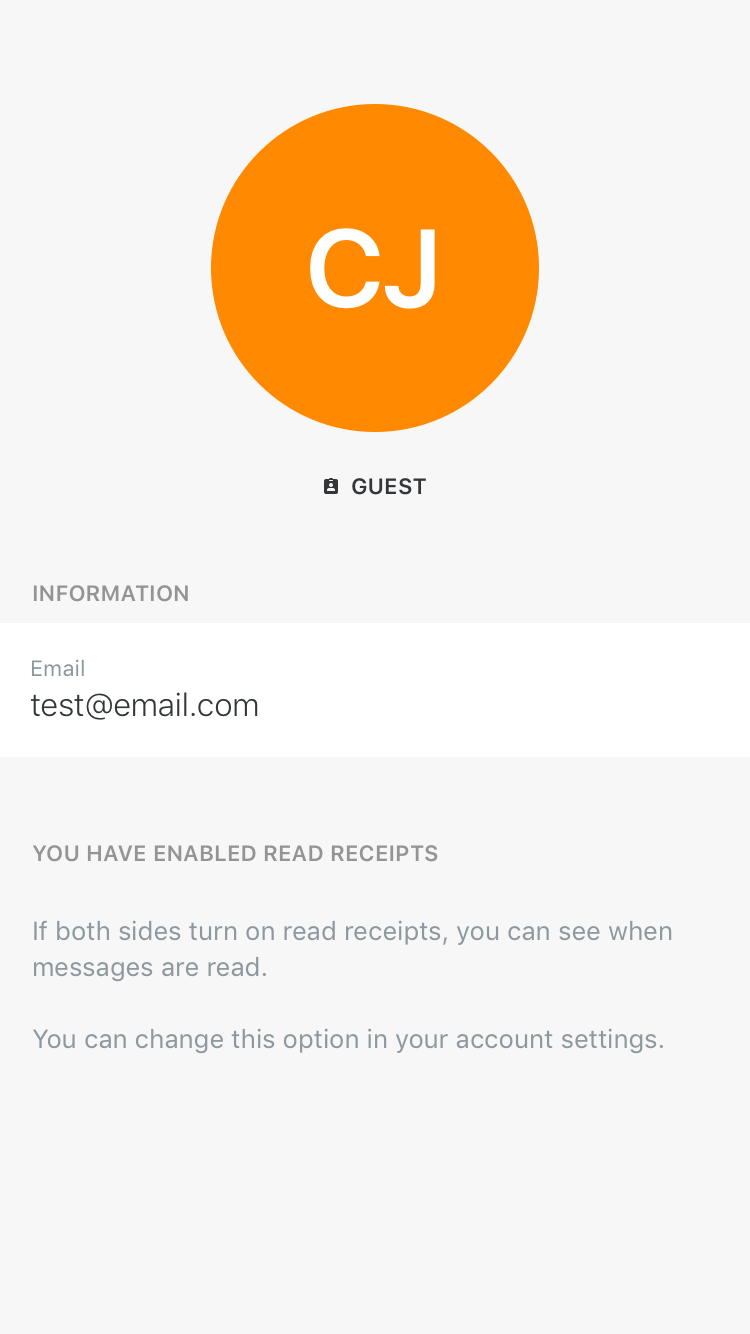 CJ
GUEST
INFORMATION
Email
test@email.com
YOU HAVE ENABLED READ RECEIPTS
If both sides turn on read receipts, you can see when
messages are read.
You can change this option in your account settings.